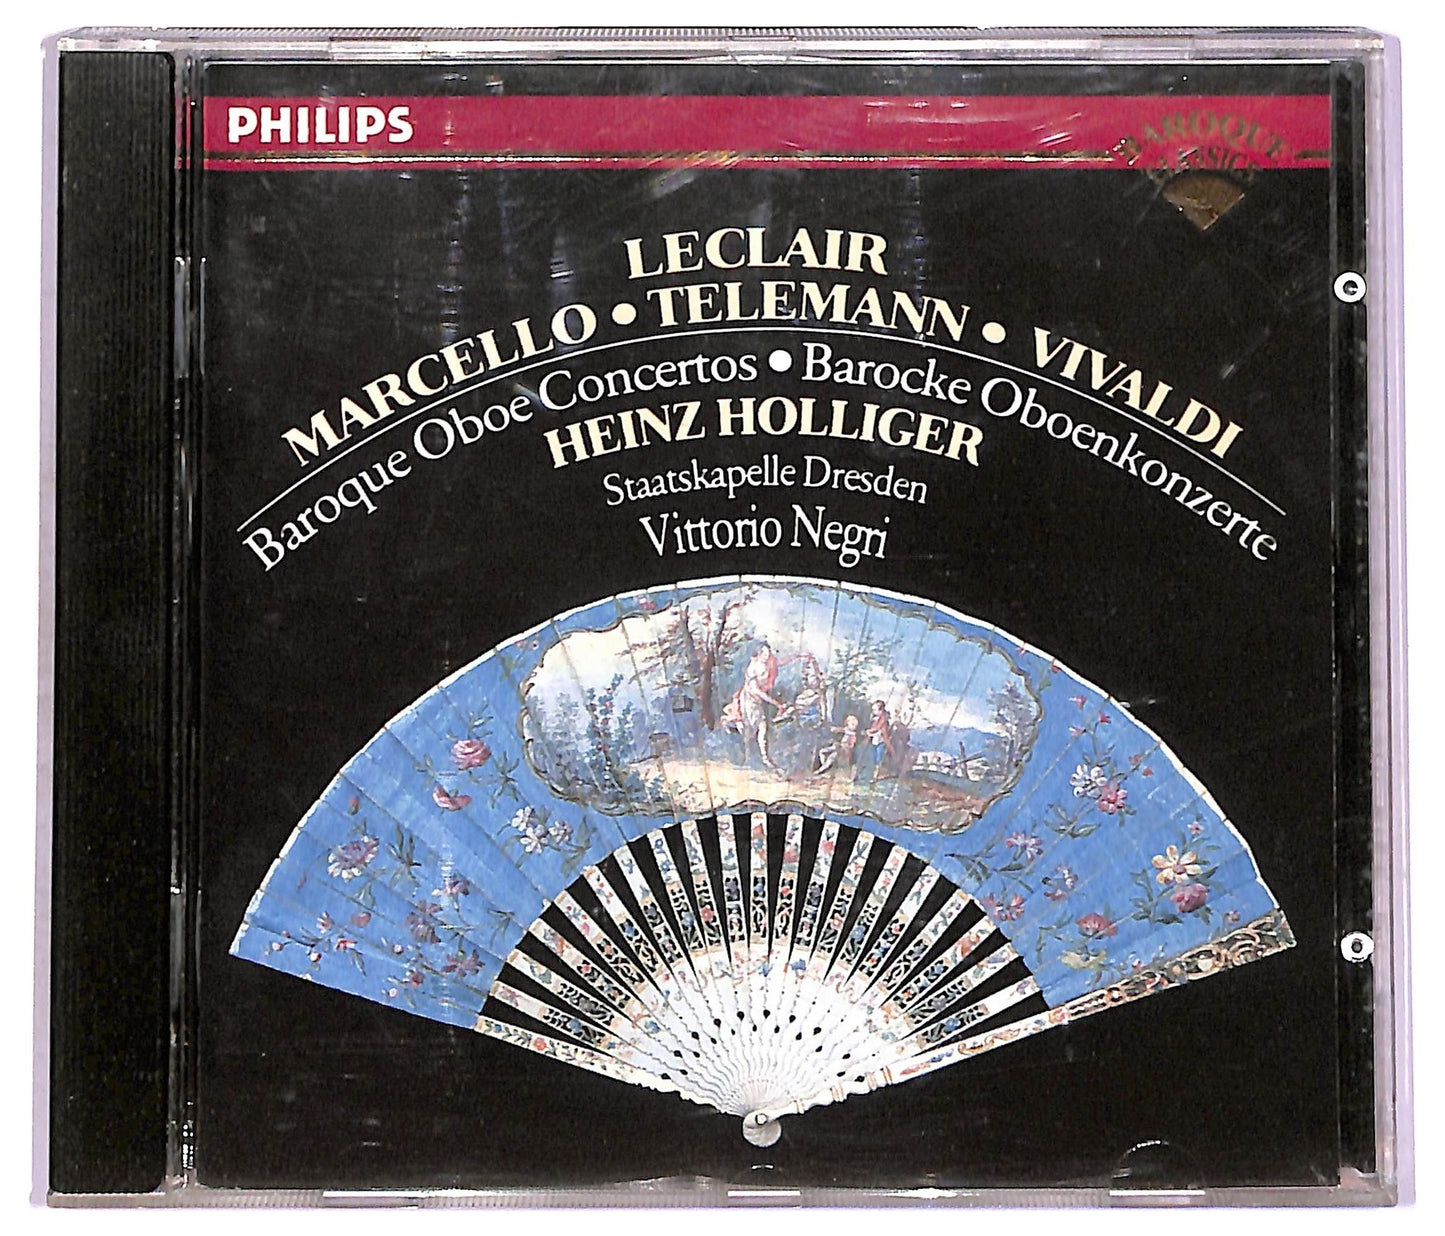 PHILIPS
BAROQUE
CLASSICS
LECLAIR
MARCELLO • TELEMANN • VIVALDI
Baroque Oboe Concertos • Barocke Oboenkonzerte
HEINZ HOLLIGER
Staatskapelle Dresden
Vittorio Negri